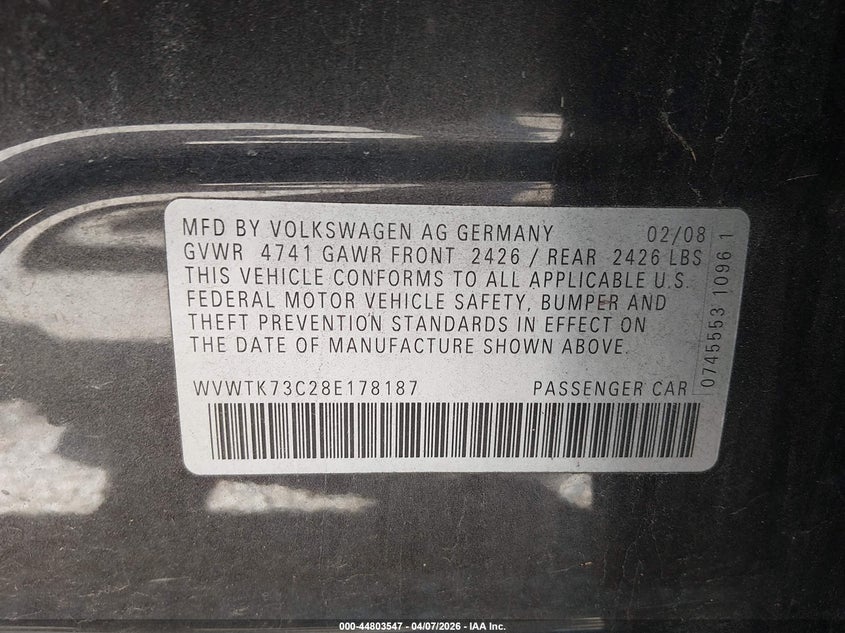 MFD BY VOLKSWAGEN AG GERMANY 02/08
GVWR 4741 GAWR FRONT 2426 / REAR 2426 LBS
THIS VEHICLE CONFORMS TO ALL APPLICABLE U.S.
FEDERAL MOTOR VEHICLE SAFETY, BUMPER AND
THEFT PREVENTION STANDARDS IN EFFECT ON
THE DATE OF MANUFACTURE SHOWN ABOVE.
WVWTK73C28E178187 PASSENGER CAR
0745553 1096 1
000-44803547 - 04/07/2026 - IAA Inc.